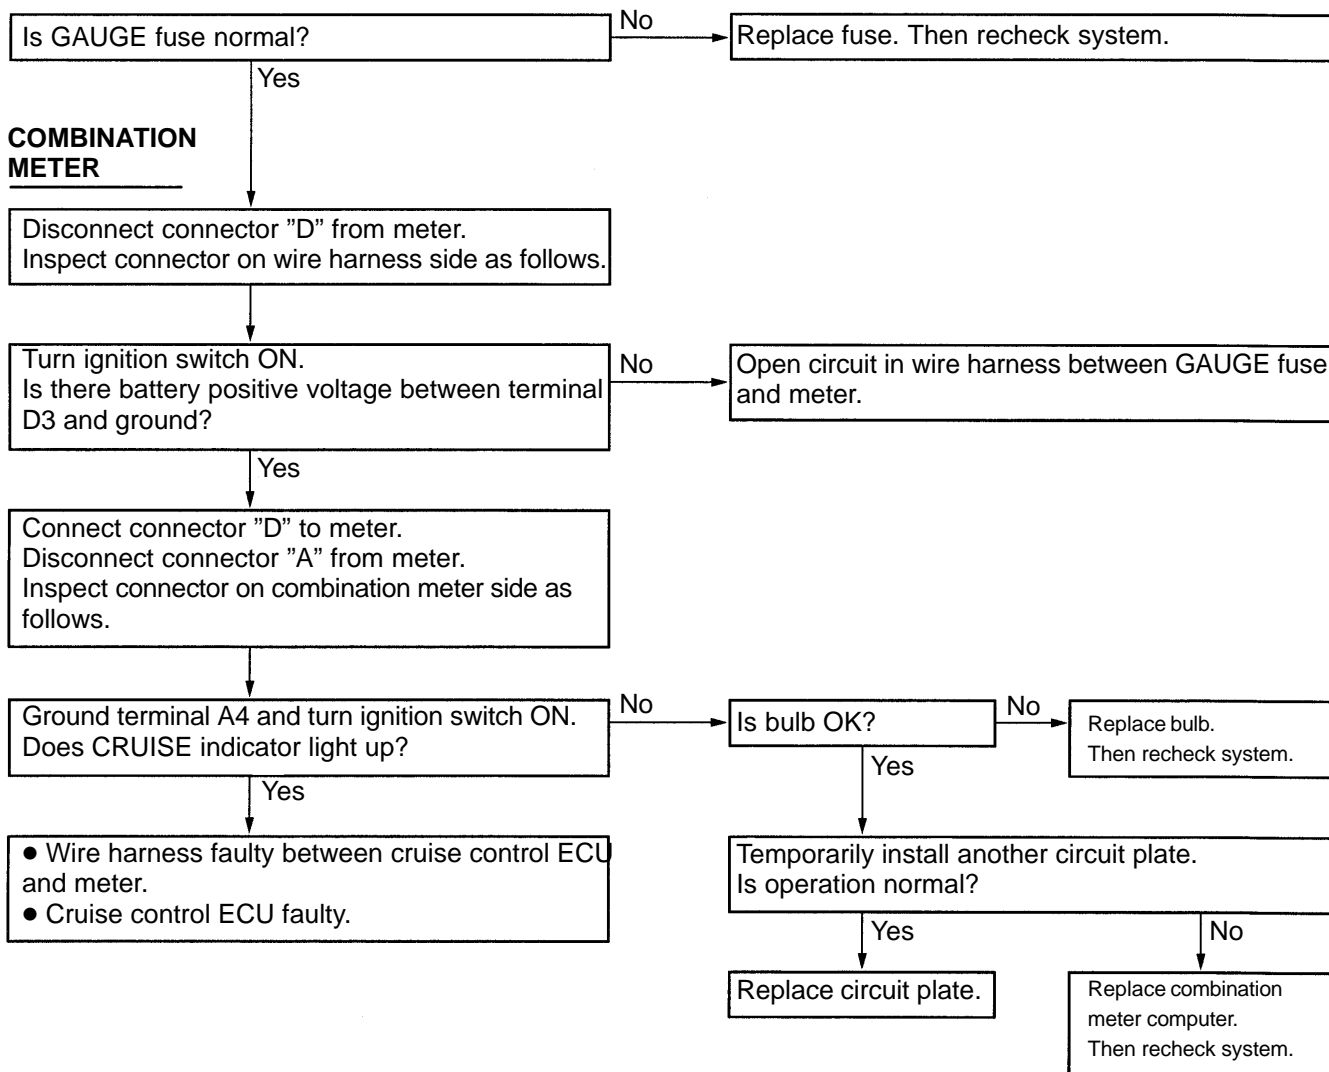 Is GAUGE fuse normal?
No
Replace fuse. Then recheck system.
Yes
COMBINATION
METER
Disconnect connector ”D” from meter.
Inspect connector on wire harness side as follows.
Turn ignition switch ON.
Is there battery positive voltage between terminal
D3 and ground?
No
Open circuit in wire harness between GAUGE fuse
and meter.
Yes
Connect connector ”D” to meter.
Disconnect connector ”A” from meter.
Inspect connector on combination meter side as
follows.
Ground terminal A4 and turn ignition switch ON.
Does CRUISE indicator light up?
No
Is bulb OK?
No
Replace bulb.
Then recheck system.
Yes
Yes
● Wire harness faulty between cruise control ECU
and meter.
● Cruise control ECU faulty.
Temporarily install another circuit plate.
Is operation normal?
Yes
No
Replace circuit plate.
Replace combination
meter computer.
Then recheck system.